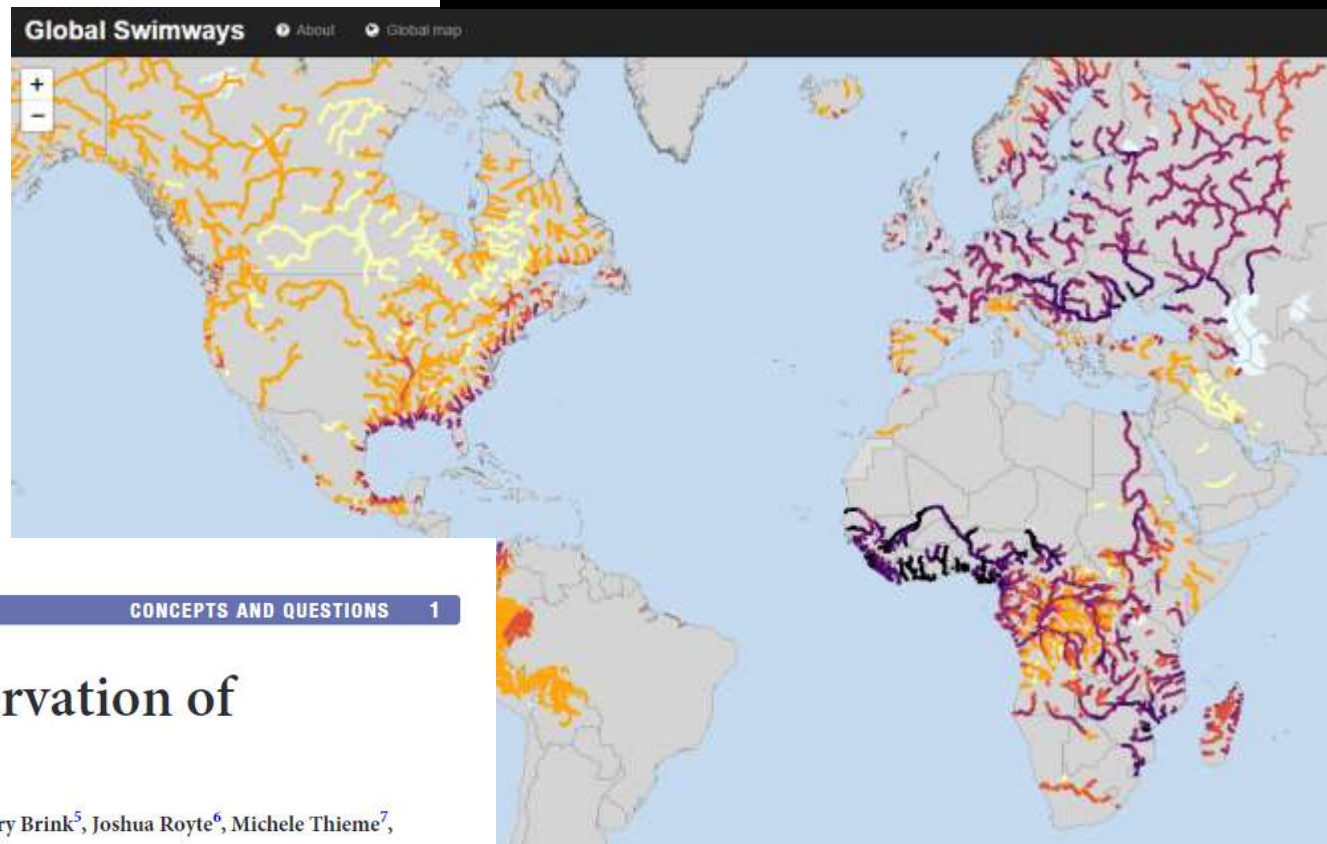 Global Swimways About Global map
+
−
CONCEPTS AND QUESTIONS 1
rvation of
ry Brink5, Joshua Royte6, Michele Thieme7,